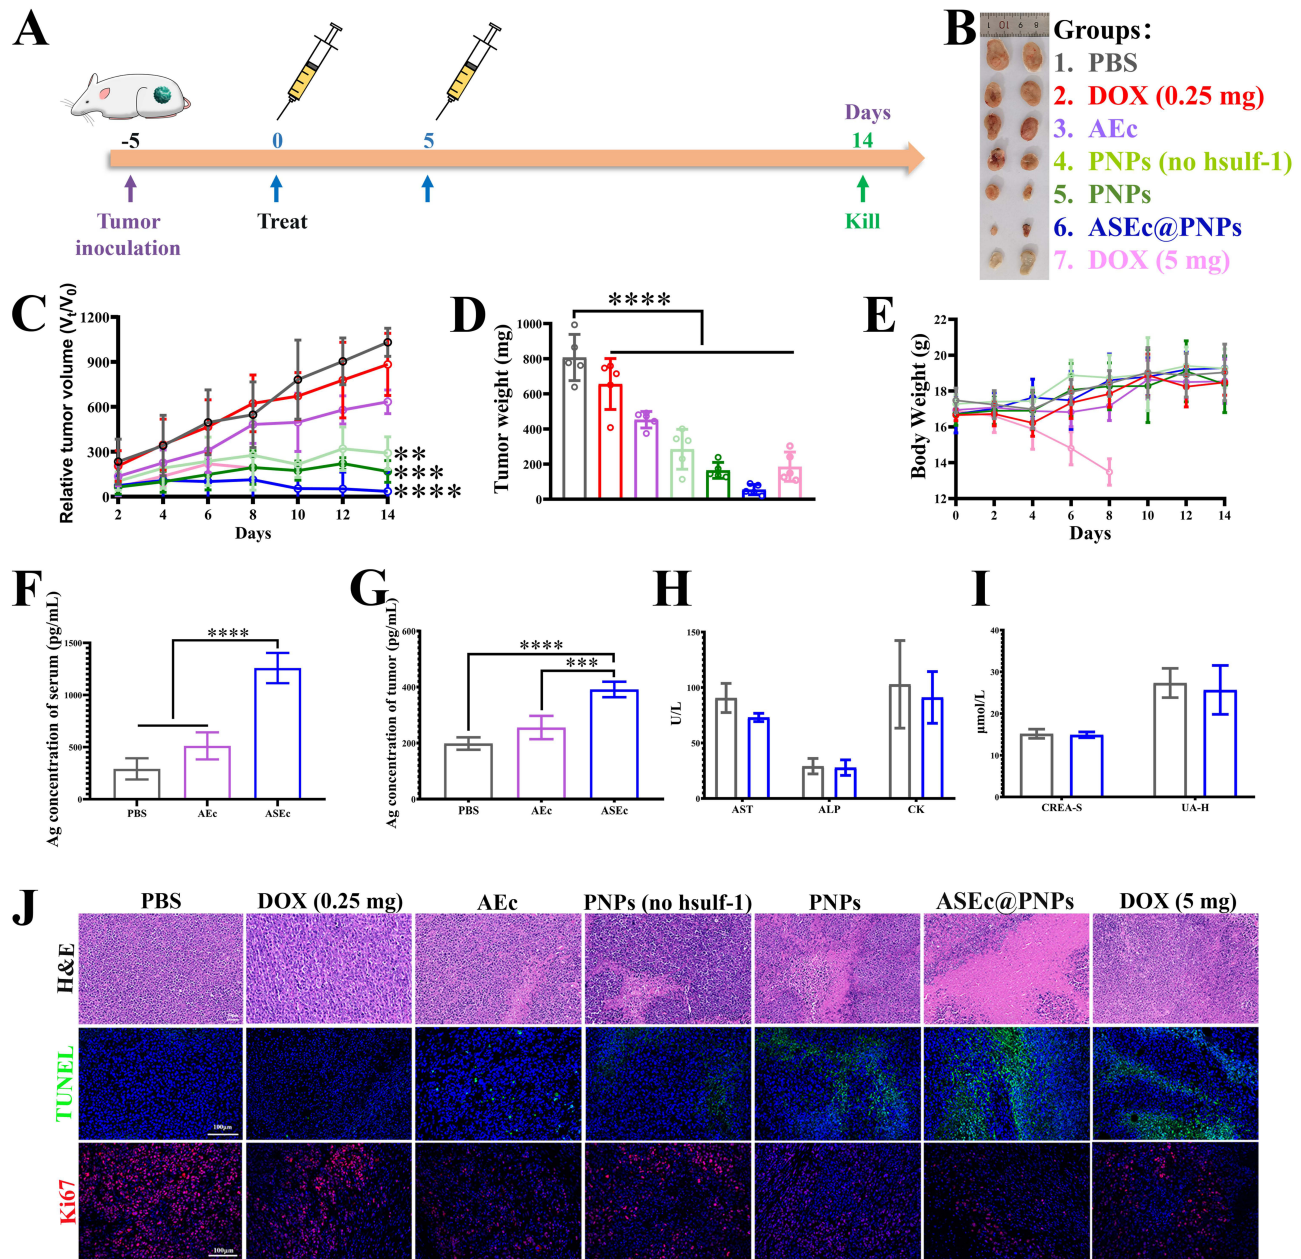 A
-5
0
5
Days
14
Tumor
inoculation
Treat
Kill
B
1 10 9 8
Groups:
1. PBS
2. DOX (0.25 mg)
3. AEc
4. PNPs (no hsulf-1)
5. PNPs
6. ASEc@PNPs
7. DOX (5 mg)
C
Relative tumor volume (Vt/V0)
1200
900
600
300
0
2 4 6 8 10 12 14
Days
**
***
****
D
Tumor weight (mg)
1000
800
600
400
200
0
****
E
Body Weight (g)
22
20
18
16
14
12
0 2 4 6 8 10 12 14
Days
F
Ag concentration of serum (pg/mL)
1500
1000
500
0
****
PBS AEc ASEc
G
Ag concentration of tumor (pg/mL)
600
400
200
0
****
***
PBS AEc ASEc
H
U/L
150
100
50
0
AST ALP CK
I
μmol/L
40
30
20
10
0
CREA-S UA-H
J
PBS DOX (0.25 mg) AEc PNPs (no hsulf-1) PNPs ASEc@PNPs DOX (5 mg)
H&E
TUNEL
100μm
Ki67
100μm